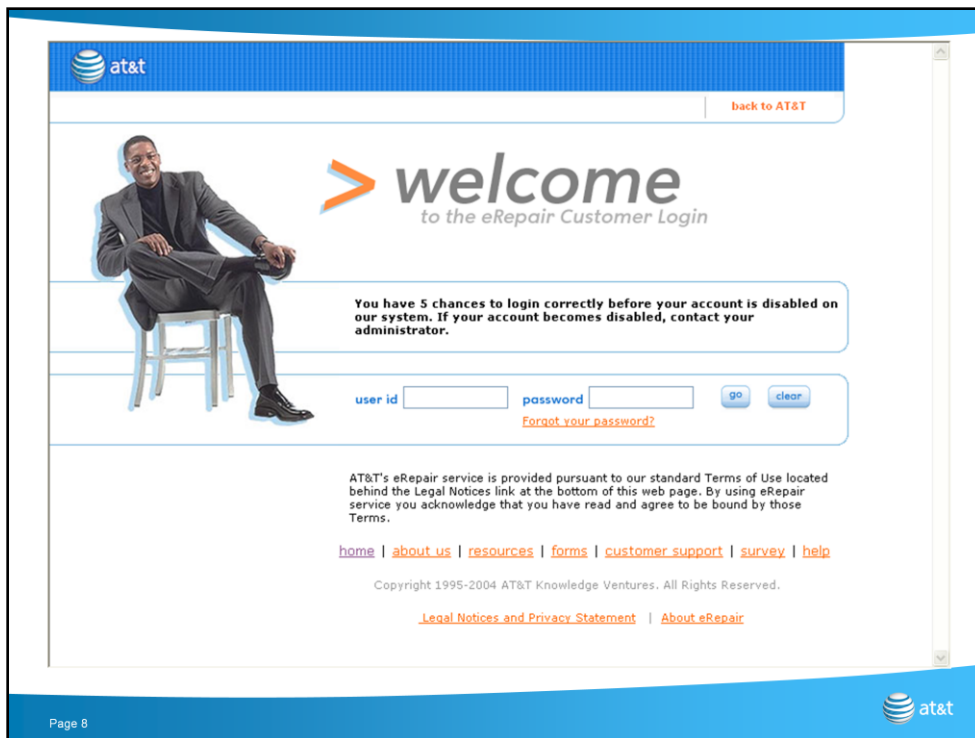 at&t
back to AT&T
> welcome
to the eRepair Customer Login
You have 5 chances to login correctly before your account is disabled on
our system. If your account becomes disabled, contact your
administrator.
user id password go clear
Forgot your password?
AT&T's eRepair service is provided pursuant to our standard Terms of Use located
behind the Legal Notices link at the bottom of this web page. By using eRepair
service you acknowledge that you have read and agree to be bound by those
Terms.
home | about us | resources | forms | customer support | survey | help
Copyright 1995-2004 AT&T Knowledge Ventures. All Rights Reserved.
Legal Notices and Privacy Statement | About eRepair
Page 8
at&t